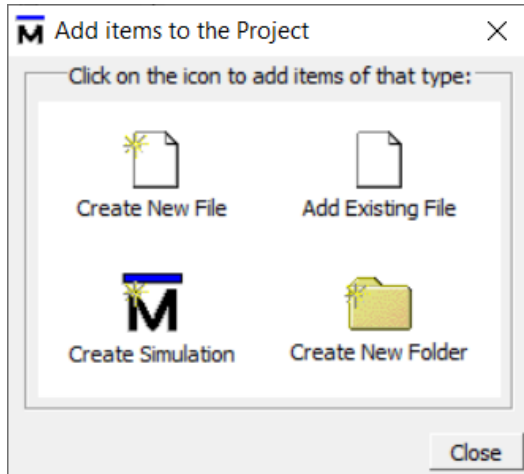 Add items to the Project
Click on the icon to add items of that type:
Create New File
Add Existing File
Create Simulation
Create New Folder
Close